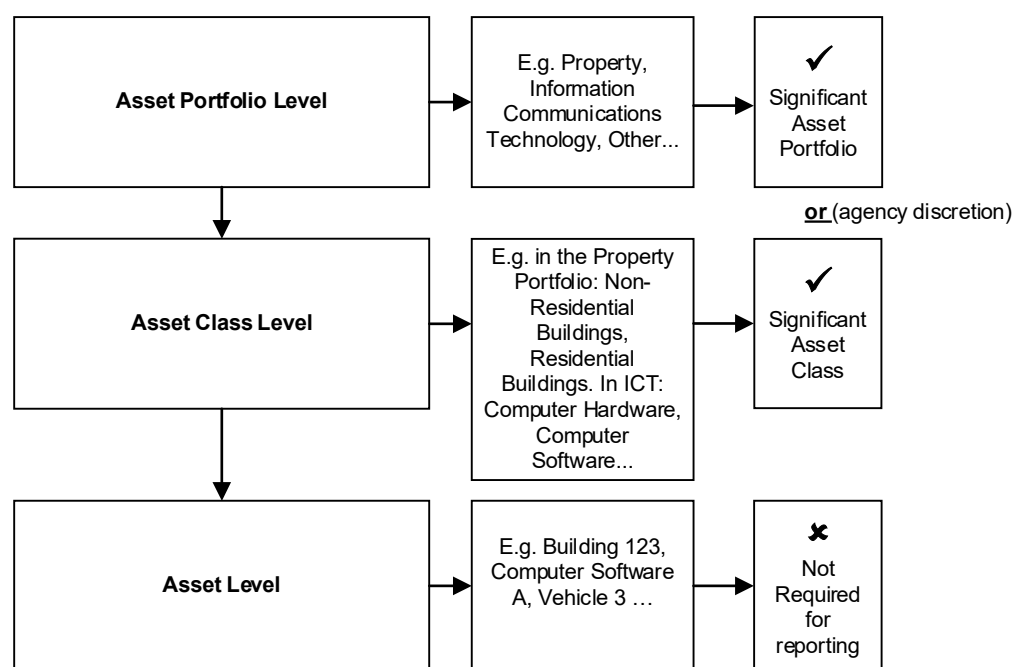 Asset Portfolio Level
E.g. Property,
Information
Communications
Technology, Other...
✓
Significant
Asset
Portfolio
or (agency discretion)
Asset Class Level
E.g. in the Property
Portfolio: Non-
Residential
Buildings,
Residential
Buildings. In ICT:
Computer Hardware,
Computer
Software...
✓
Significant
Asset
Class
Asset Level
E.g. Building 123,
Computer Software
A, Vehicle 3 …
✘
Not
Required
for
reporting